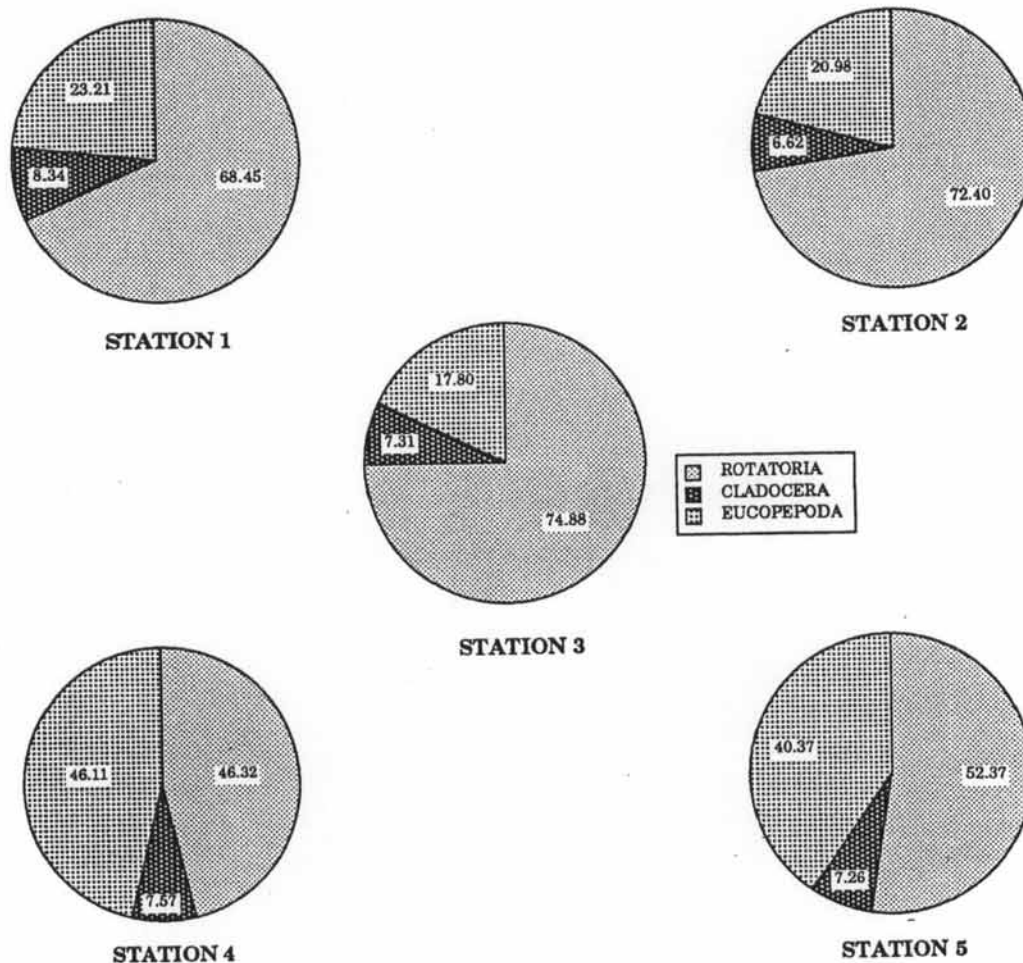 23.21
8.34
68.45
STATION 1
20.98
6.62
72.40
STATION 2
17.80
7.31
74.88
STATION 3
ROTATORIA
CLADOCERA
EUCOPEPODA
46.11
46.32
7.57
STATION 4
40.37
52.37
7.26
STATION 5